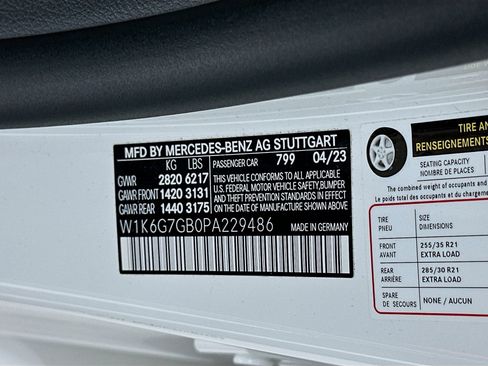 MFD BY MERCEDES-BENZ AG STUTTGART
KG LBS PASSENGER CAR 799 04/23
GVWR 2820 6217
GAWR FRONT 1420 3131
GAWR REAR 1440 3175
THIS VEHICLE CONFORMS TO ALL APPLICABLE
U.S. FEDERAL MOTOR VEHICLE SAFETY, BUMPER
AND THEFT PREVENTION STANDARDS IN EFFECT
ON THE DATE OF MANUFACTURE SHOWN ABOVE.
W1K6G7GB0PA229486 MADE IN GERMANY
TIRE AN
RENSEIGNEMENTS
SEATING CAPACITY
NOMBRE DE PLACES
The combined weight of occupants and
Le poids total des occupants et du charge
TIRE SIZE
PNEU DIMENSIONS
FRONT 255/35 R21
AVANT EXTRA LOAD
REAR 285/30 R21
ARRIÈRE EXTRA LOAD
SPARE NONE / AUCUN
DE SECOURS